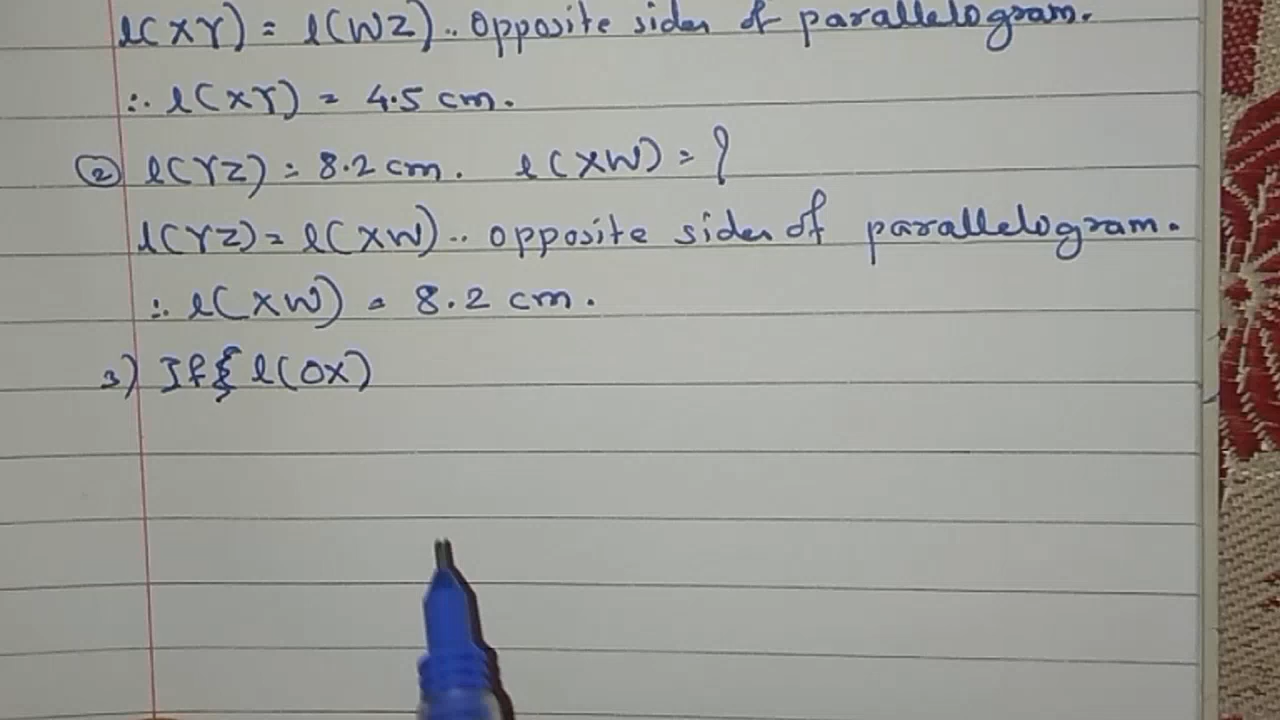 l(XY) = l(WZ).. opposite sides of parallelogram.
∴ l(XY) = 4.5 cm.
② l(YZ) = 8.2 cm. l(XW) = ?
l(YZ) = l(XW).. opposite sides of parallelogram.
∴ l(XW) = 8.2 cm.
3) If l(OX)